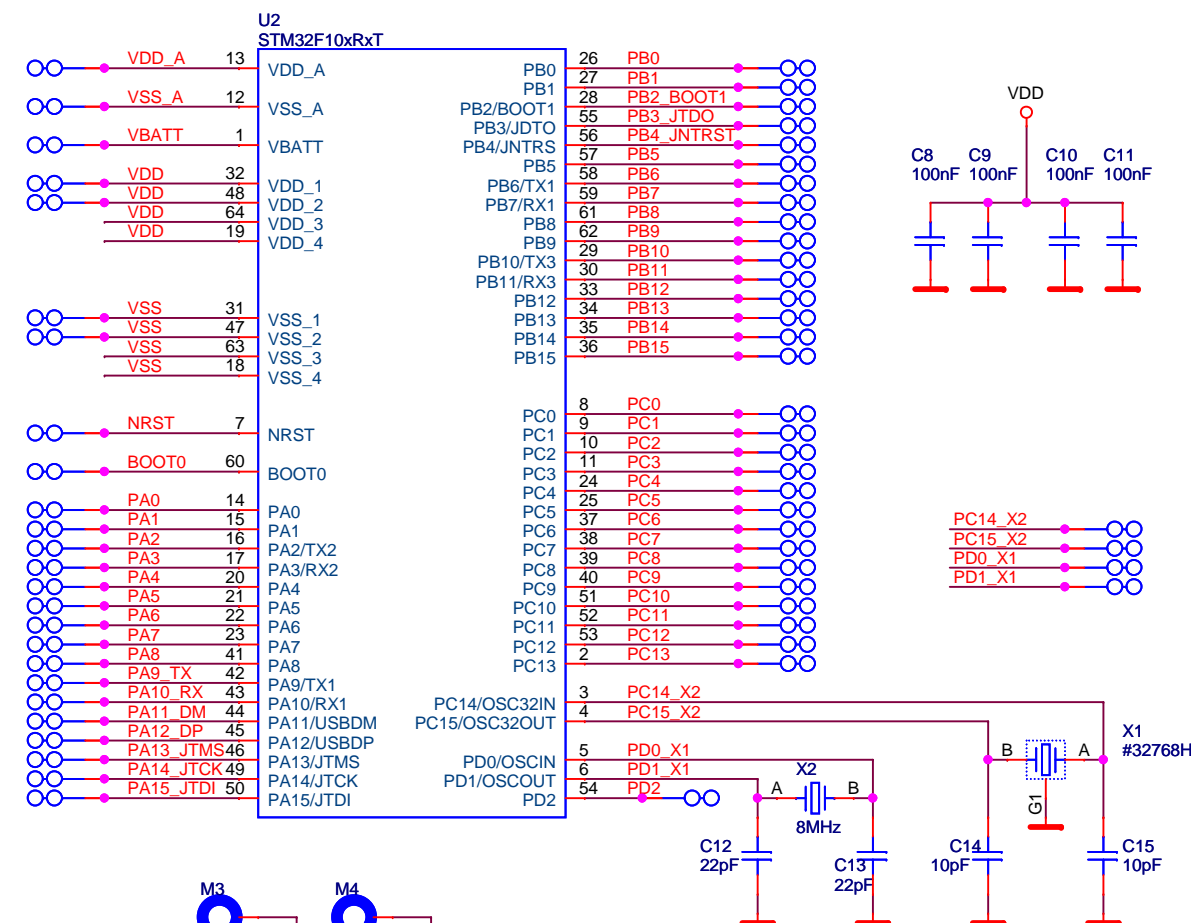 U2
STM32F10xRxT
VDD_A 13 VDD_A
VSS_A 12 VSS_A
VBATT 1 VBATT
VDD 32 VDD_1
VDD 48 VDD_2
VDD 64 VDD_3
VDD 19 VDD_4
VSS 31 VSS_1
VSS 47 VSS_2
VSS 63 VSS_3
VSS 18 VSS_4
NRST 7 NRST
BOOT0 60 BOOT0
PA0 14 PA0
PA1 15 PA1
PA2 16 PA2/TX2
PA3 17 PA3/RX2
PA4 20 PA4
PA5 21 PA5
PA6 22 PA6
PA7 23 PA7
PA8 41 PA8
PA9_TX 42 PA9/TX1
PA10_RX 43 PA10/RX1
PA11_DM 44 PA11/USBDM
PA12_DP 45 PA12/USBDP
PA13_JTMS 46 PA13/JTMS
PA14_JTCK 49 PA14/JTCK
PA15_JTDI 50 PA15/JTDI
PB0 26 PB0
PB1 27 PB1
PB2/BOOT1 28 PB2_BOOT1
PB3/JDTO 55 PB3_JTDO
PB4/JNTRS 56 PB4_JNTRST
PB5 57 PB5
PB6/TX1 58 PB6
PB7/RX1 59 PB7
PB8 61 PB8
PB9 62 PB9
PB10/TX3 29 PB10
PB11/RX3 30 PB11
PB12 33 PB12
PB13 34 PB13
PB14 35 PB14
PB15 36 PB15
PC0 8 PC0
PC1 9 PC1
PC2 10 PC2
PC3 11 PC3
PC4 24 PC4
PC5 25 PC5
PC6 37 PC6
PC7 38 PC7
PC8 39 PC8
PC9 40 PC9
PC10 51 PC10
PC11 52 PC11
PC12 53 PC12
PC13 2 PC13
PC14/OSC32IN 3 PC14_X2
PC15/OSC32OUT 4 PC15_X2
PD0/OSCIN 5 PD0_X1
PD1/OSCOUT 6 PD1_X1
PD2 54 PD2
VDD
C8 C9 C10 C11
100nF 100nF 100nF 100nF
PC14_X2
PC15_X2
PD0_X1
PD1_X1
X1
#32768H
B A
G1
X2
A B
8MHz
C12
22pF
C13
22pF
C14
10pF
C15
10pF
M3 M4